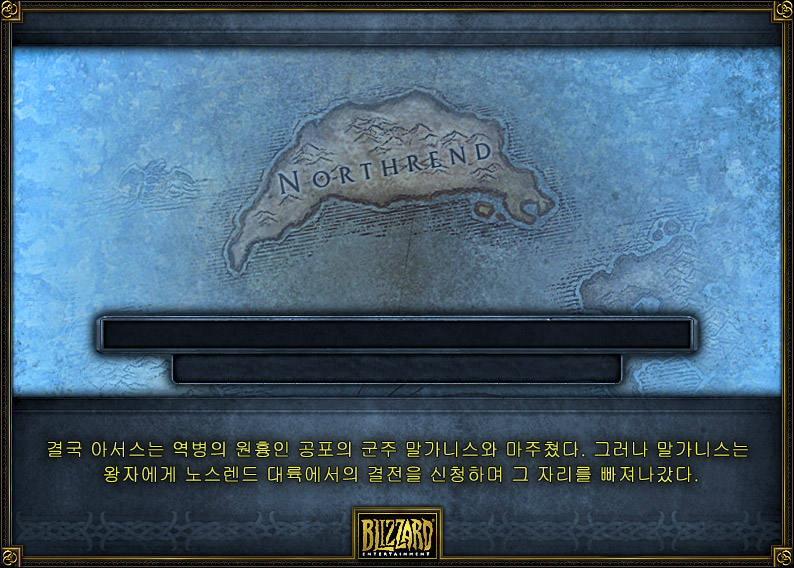 NORTHREND
결국 아서스는 역병의 원흉인 공포의 군주 말가니스와 마주쳤다. 그러나 말가니스는
왕자에게 노스렌드 대륙에서의 결전을 신청하며 그 자리를 빠져나갔다.
BLIZZARD
ENTERTAINMENT